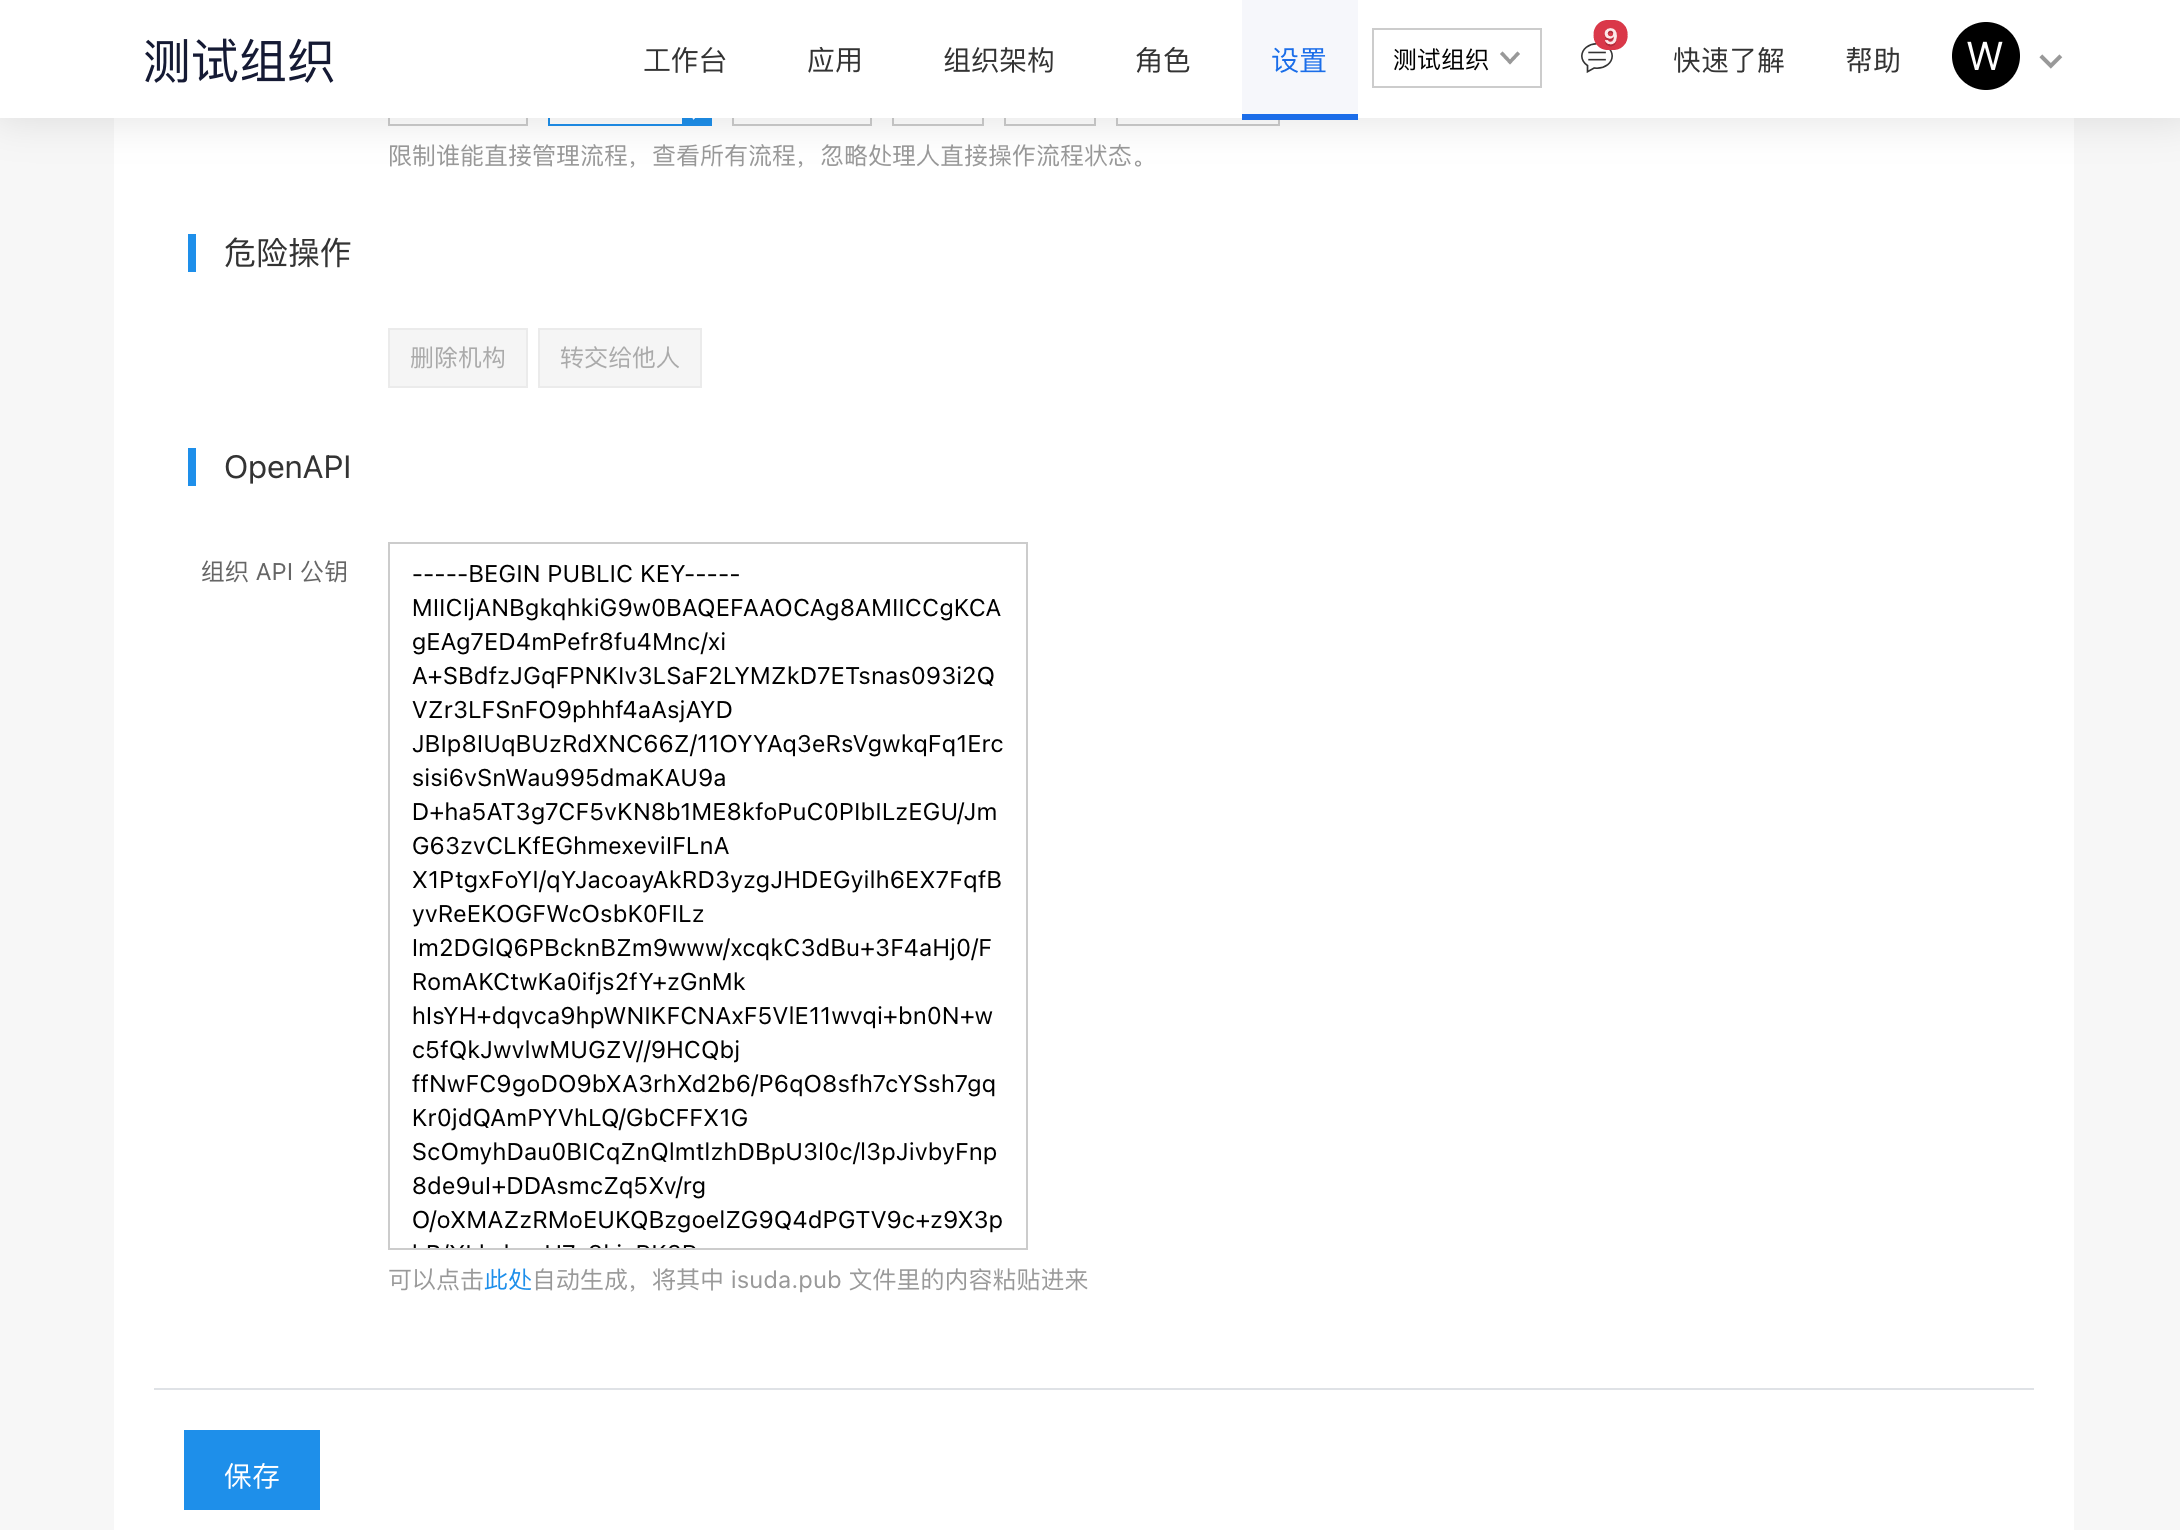 测试组织 工作台 应用 组织架构 角色 设置 测试组织 9 快速了解 帮助 W
限制谁能直接管理流程，查看所有流程，忽略处理人直接操作流程状态。
危险操作
删除机构 转交给他人
OpenAPI
组织 API 公钥
-----BEGIN PUBLIC KEY-----
MIICIjANBgkqhkiG9w0BAQEFAAOCAg8AMIICCgKCA
gEAg7ED4mPefr8fu4Mnc/xi
A+SBdfzJGqFPNKIv3LSaF2LYMZkD7ETsnas093i2Q
VZr3LFSnFO9phhf4aAsjAYD
JBIp8IUqBUzRdXNC66Z/11OYYAq3eRsVgwkqFq1Erc
sisi6vSnWau995dmaKAU9a
D+ha5AT3g7CF5vKN8b1ME8kfoPuC0PIbILzEGU/Jm
G63zvCLKfEGhmexevilFLnA
X1PtgxFoYI/qYJacoayAkRD3yzgJHDEGyilh6EX7FqfB
yvReEKOGFWcOsbK0FILz
Im2DGlQ6PBcknBZm9www/xcqkC3dBu+3F4aHj0/F
RomAKCtwKa0ifjs2fY+zGnMk
hIsYH+dqvca9hpWNIKFCNAxF5VlE11wvqi+bn0N+w
c5fQkJwvlwMUGZV//9HCQbj
ffNwFC9goDO9bXA3rhXd2b6/P6qO8sfh7cYSsh7gq
Kr0jdQAmPYVhLQ/GbCFFX1G
ScOmyhDau0BICqZnQlmtIzhDBpU3l0c/l3pJivbyFnp
8de9uI+DDAsmcZq5Xv/rg
O/oXMAZzRMoEUKQBzgoelZG9Q4dPGTV9c+z9X3p
可以点击此处自动生成，将其中 isuda.pub 文件里的内容粘贴进来
保存